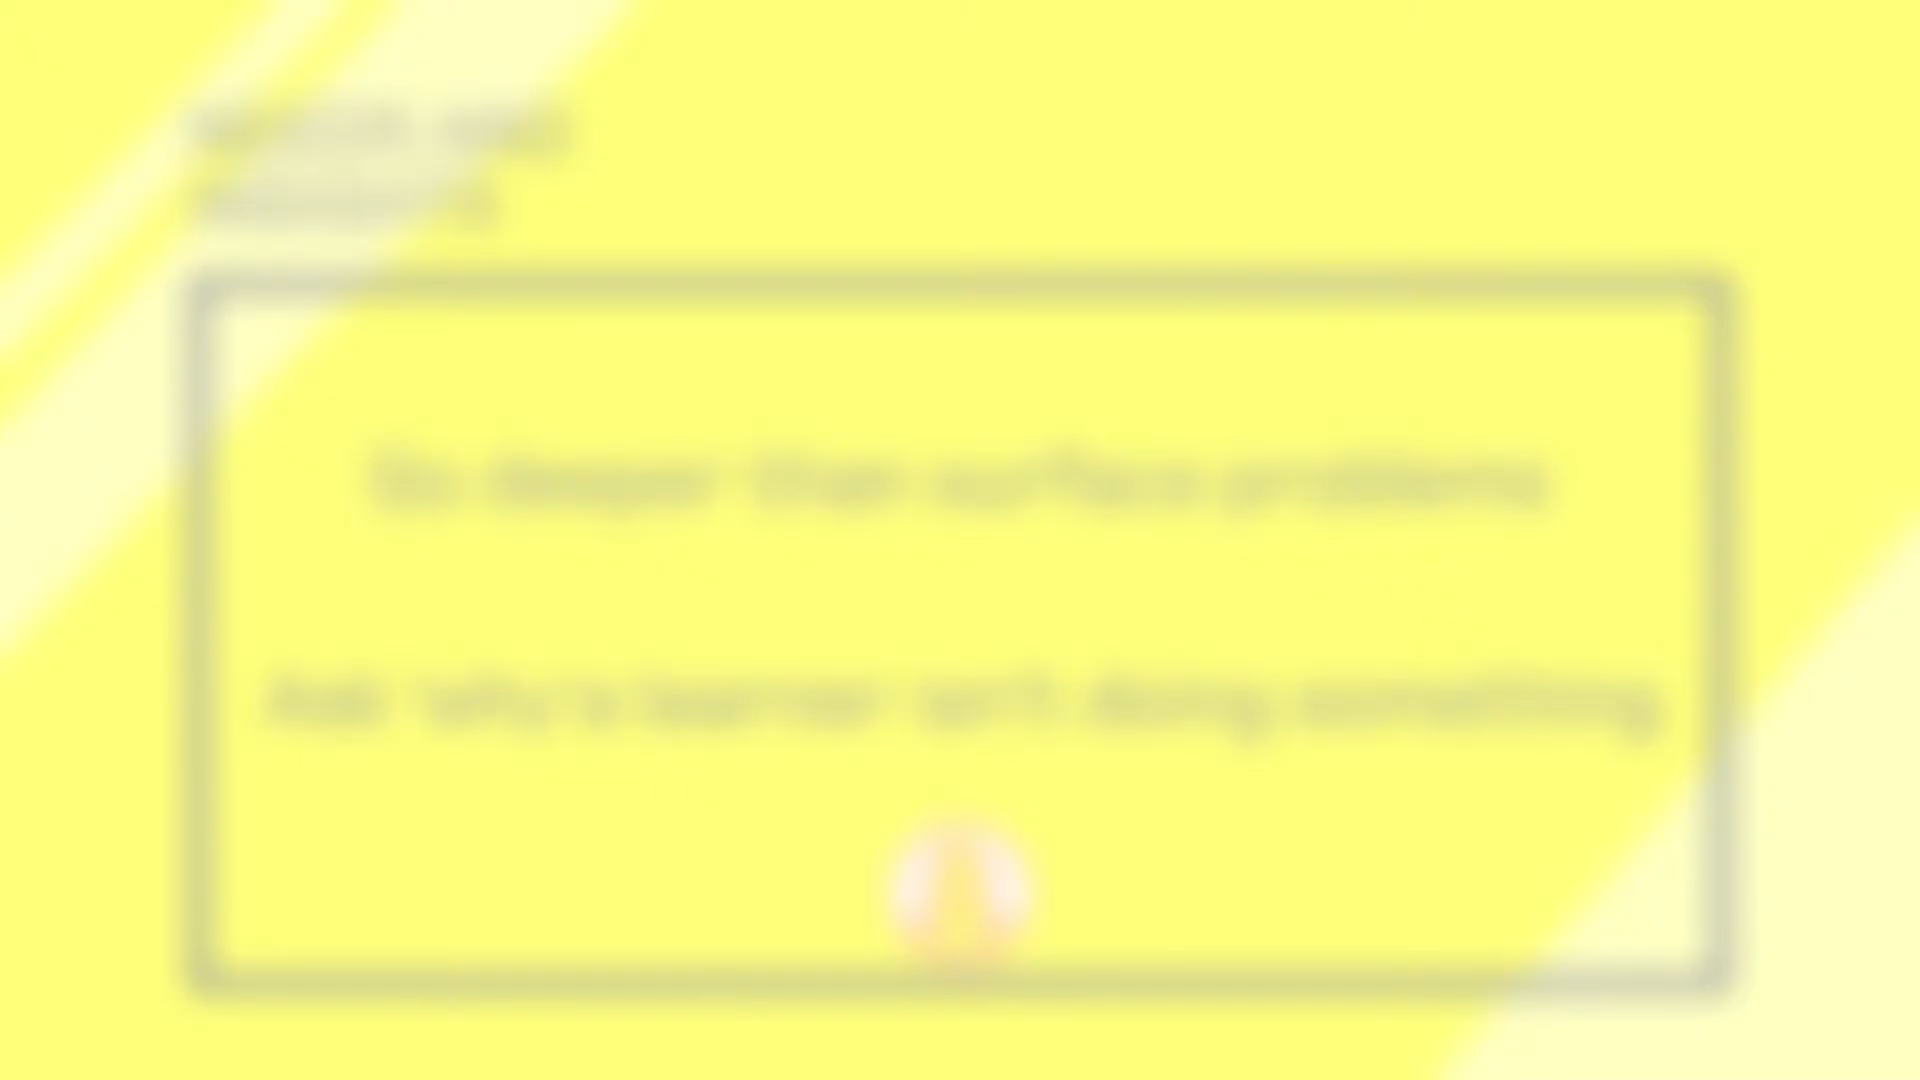 Go deeper than surface problems
Ask why a learner isn't doing something